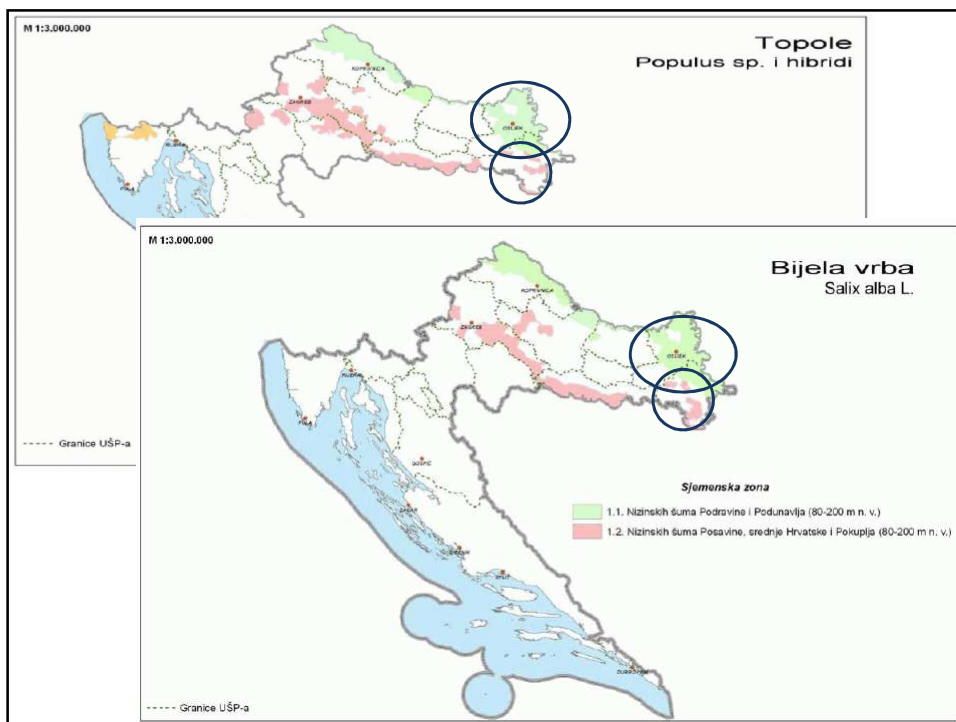 M 1:3.000.000
Topole
Populus sp. i hibridi
KOPRIVNICA
ZAGREB
OSIJEK
RIJEKA
PULA
Granice UŠP-a
M 1:3.000.000
Bijela vrba
Salix alba L.
KOPRIVNICA
ZAGREB
OSIJEK
RIJEKA
PULA
Granice UŠP-a
GOSPIĆ
Sjemenska zona
1.1. Nizinskih šuma Podravine i Podunavlja (80-200 m n. v.)
ZADAR
1.2. Nizinskih šuma Posavine, srednje Hrvatske i Pokuplja (80-200 m n. v.)
ŠIBENIK
SPLIT
DUBROVNIK
Granice UŠP-a